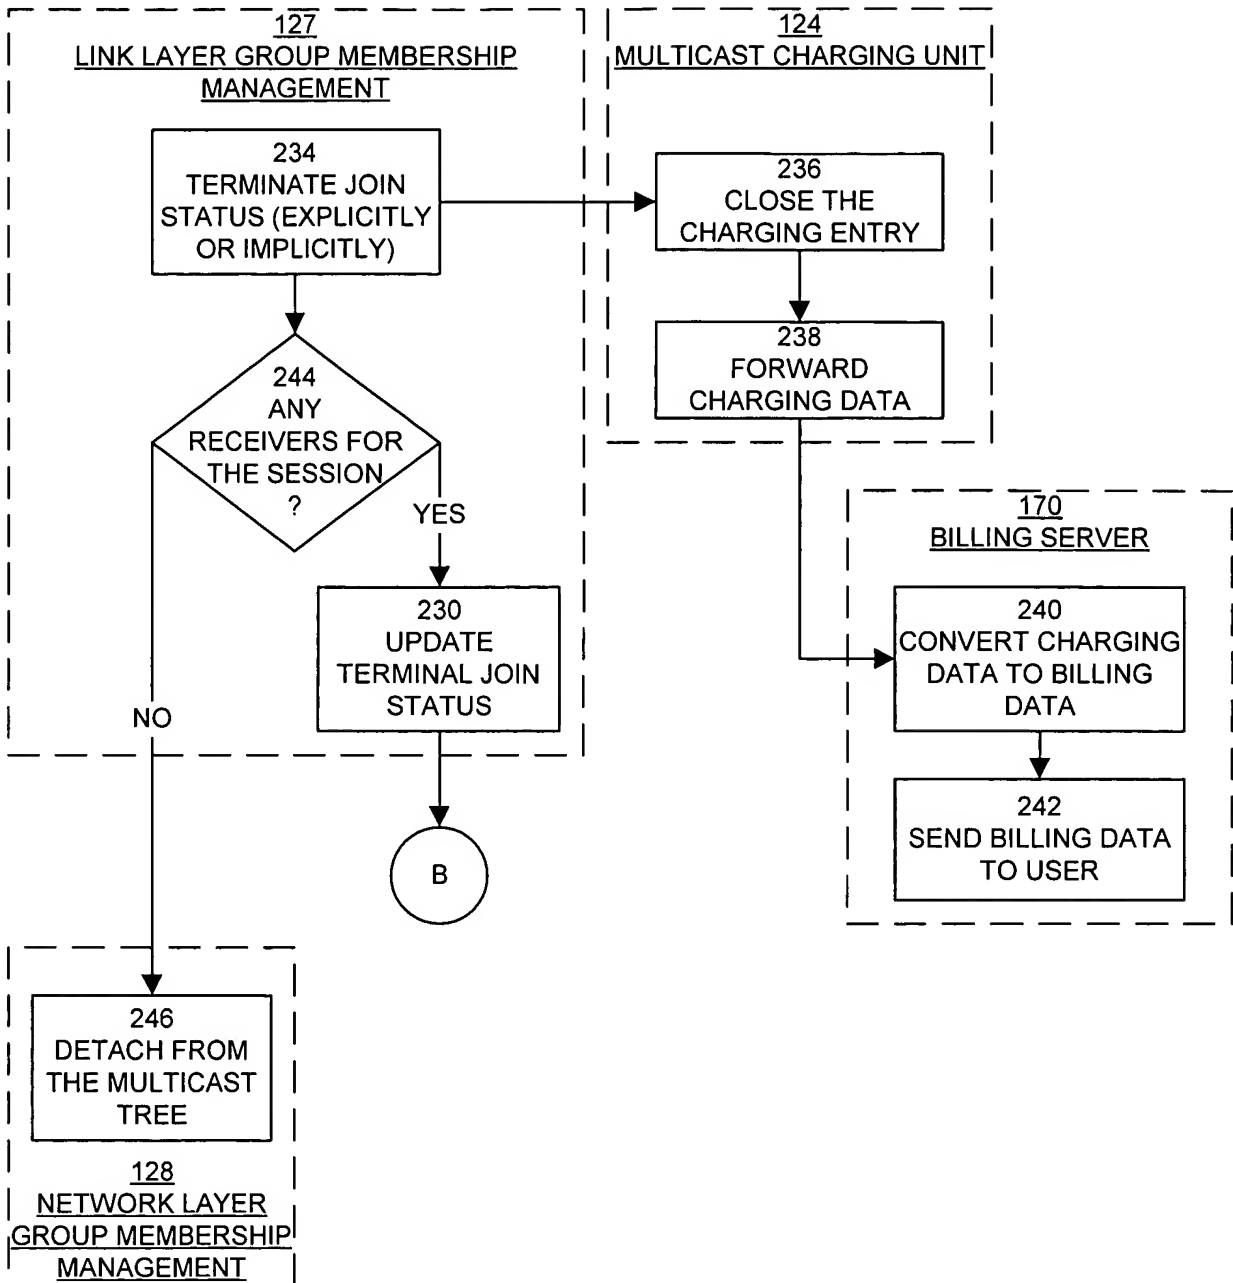 127
LINK LAYER GROUP MEMBERSHIP
MANAGEMENT
234
TERMINATE JOIN
STATUS (EXPLICITLY
OR IMPLICITLY)
244
ANY
RECEIVERS FOR
THE SESSION
?
YES
NO
230
UPDATE
TERMINAL JOIN
STATUS
B
124
MULTICAST CHARGING UNIT
236
CLOSE THE
CHARGING ENTRY
238
FORWARD
CHARGING DATA
170
BILLING SERVER
240
CONVERT CHARGING
DATA TO BILLING
DATA
242
SEND BILLING DATA
TO USER
246
DETACH FROM
THE MULTICAST
TREE
128
NETWORK LAYER
GROUP MEMBERSHIP
MANAGEMENT